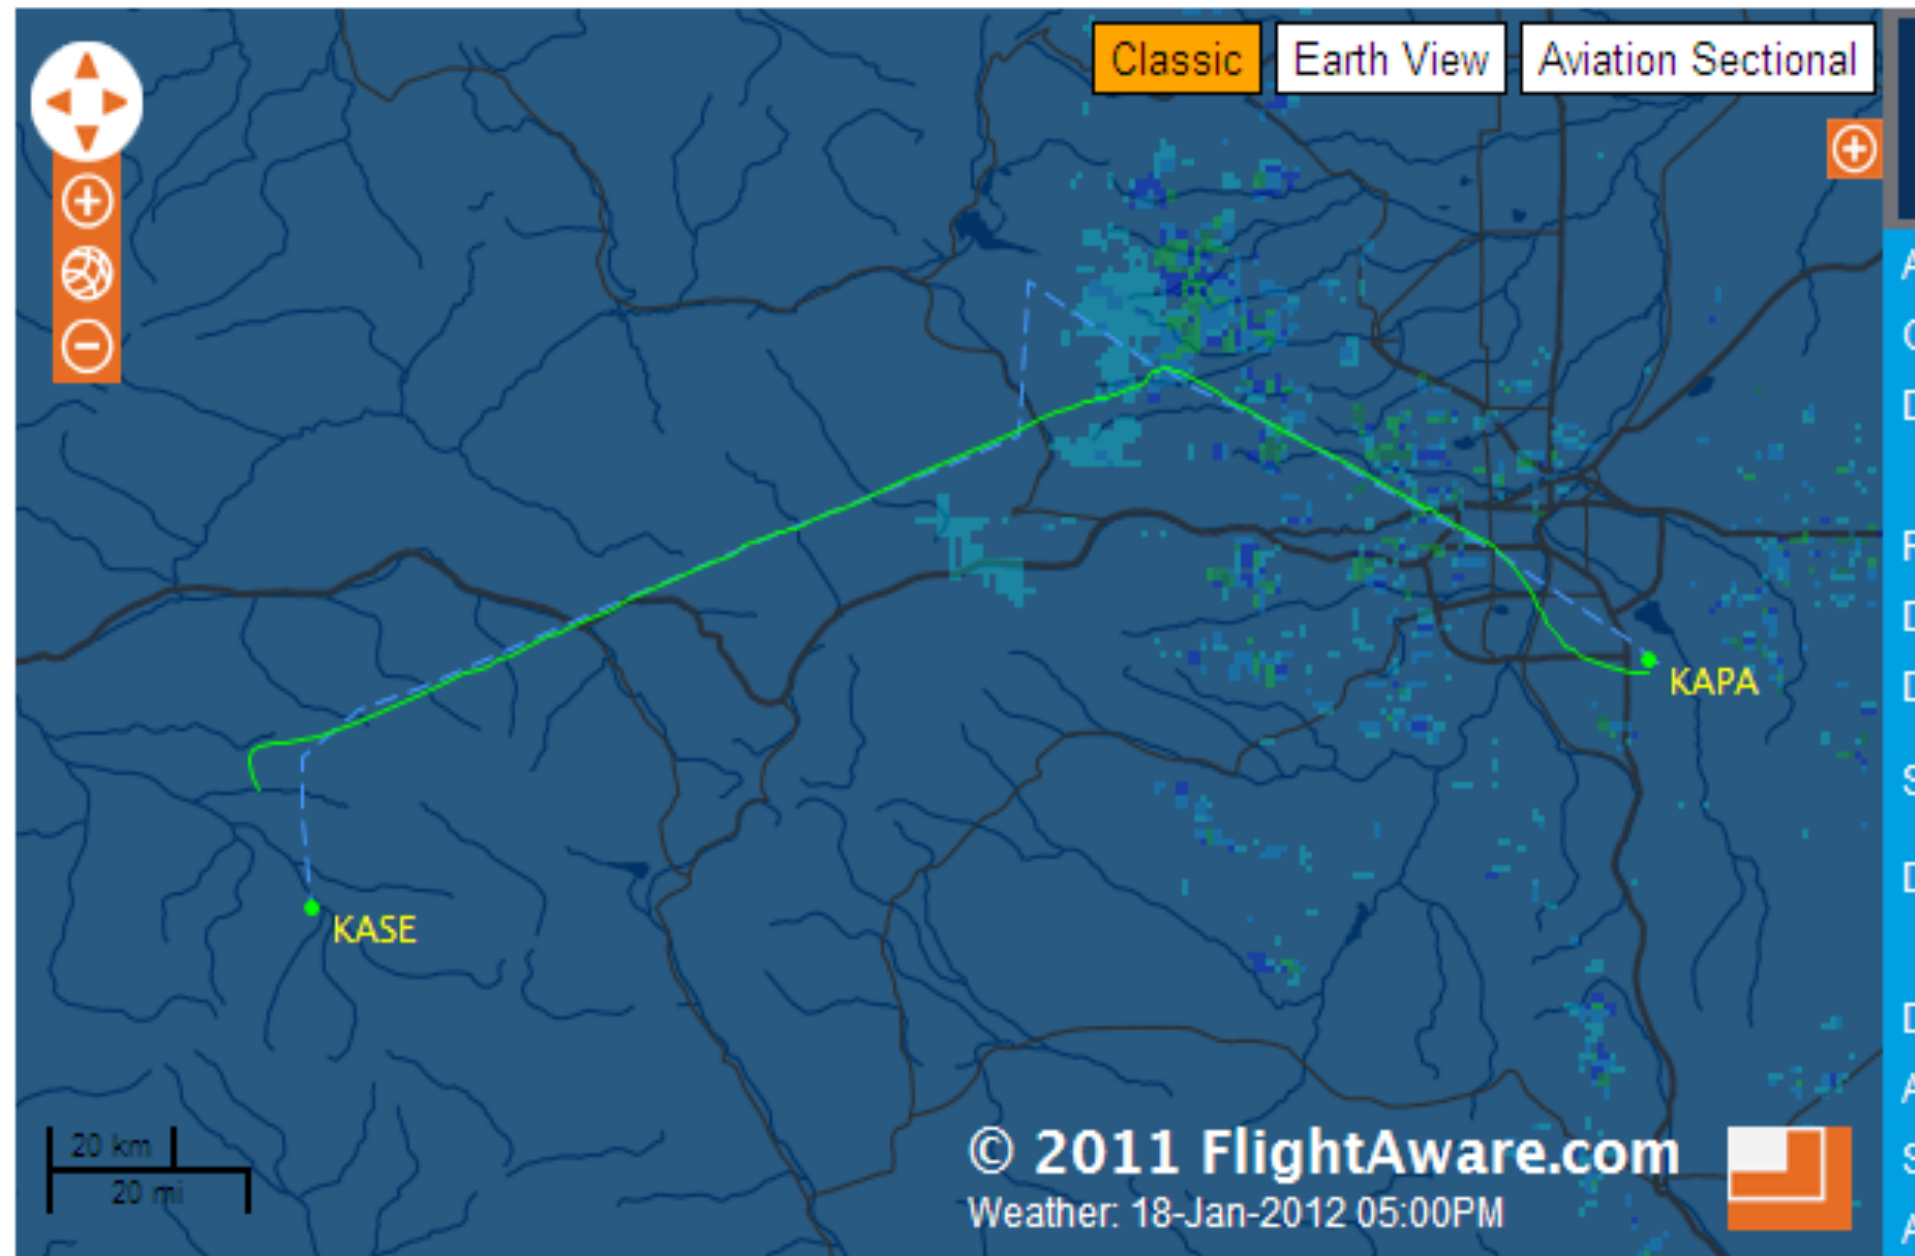 Classic
Earth View
Aviation Sectional
KAPA
KASE
20 km
20 mi
© 2011 FlightAware.com
Weather: 18-Jan-2012 05:00PM